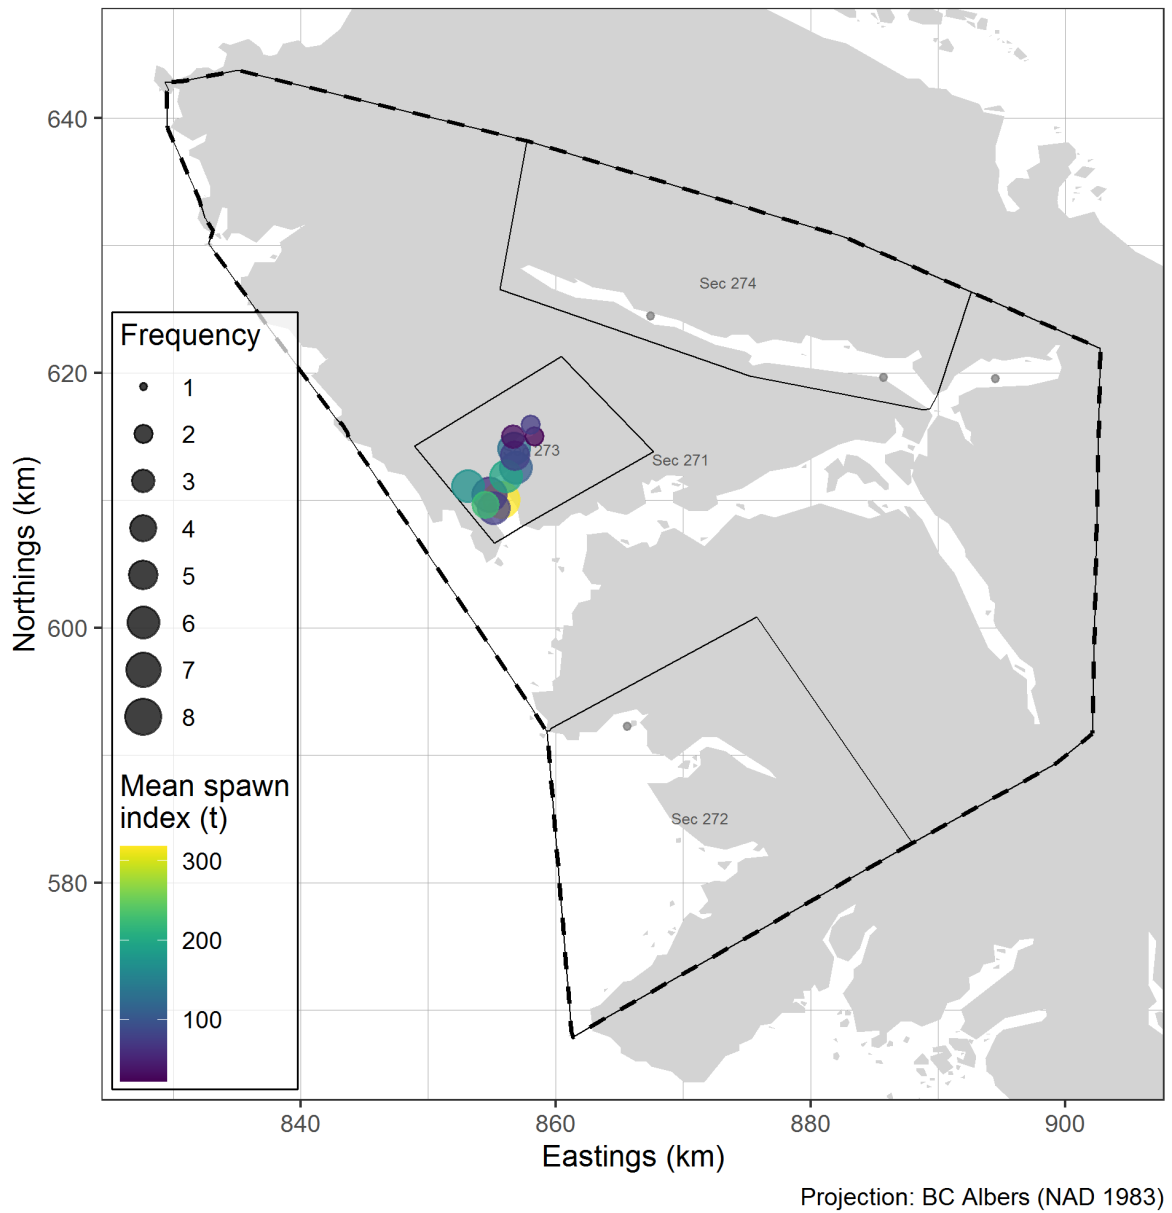 640
620
600
580
Northings (km)
Sec 274
273
Sec 271
Sec 272
Frequency
1
2
3
4
5
6
7
8
Mean spawn
index (t)
300
200
100
840
860
880
900
Eastings (km)
Projection: BC Albers (NAD 1983)